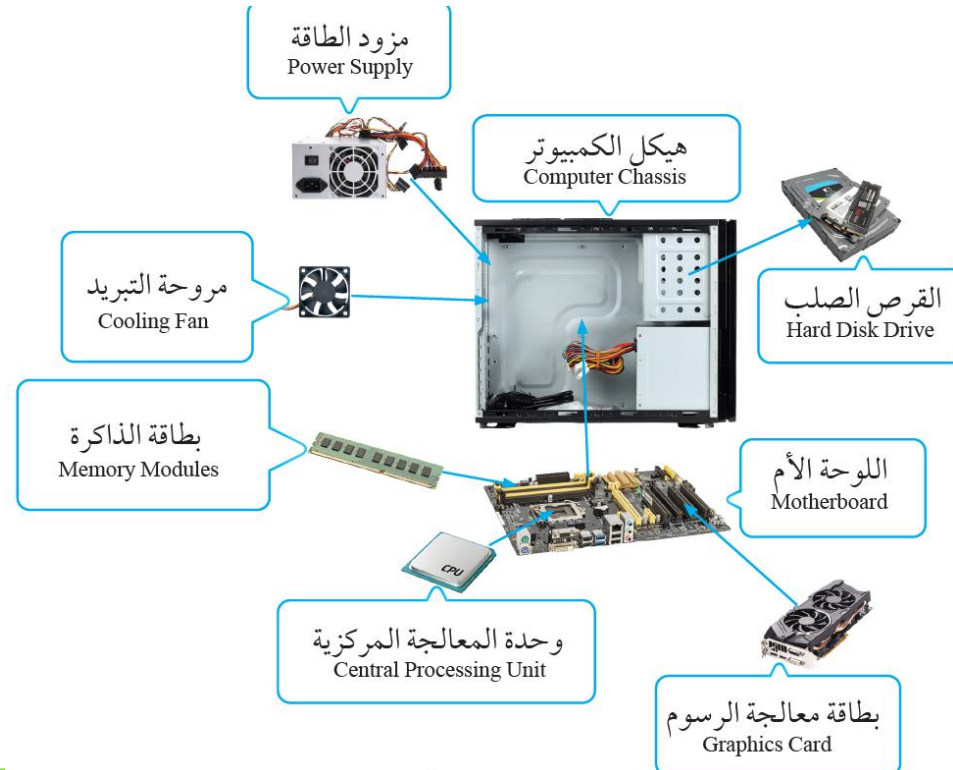 مزود الطاقة
Power Supply
هيكل الكمبيوتر
Computer Chassis
القرص الصلب
Hard Disk Drive
مروحة التبريد
Cooling Fan
بطاقة الذاكرة
Memory Modules
اللوحة الأم
Motherboard
CPU
وحدة المعالجة المركزية
Central Processing Unit
بطاقة معالجة الرسوم
Graphics Card